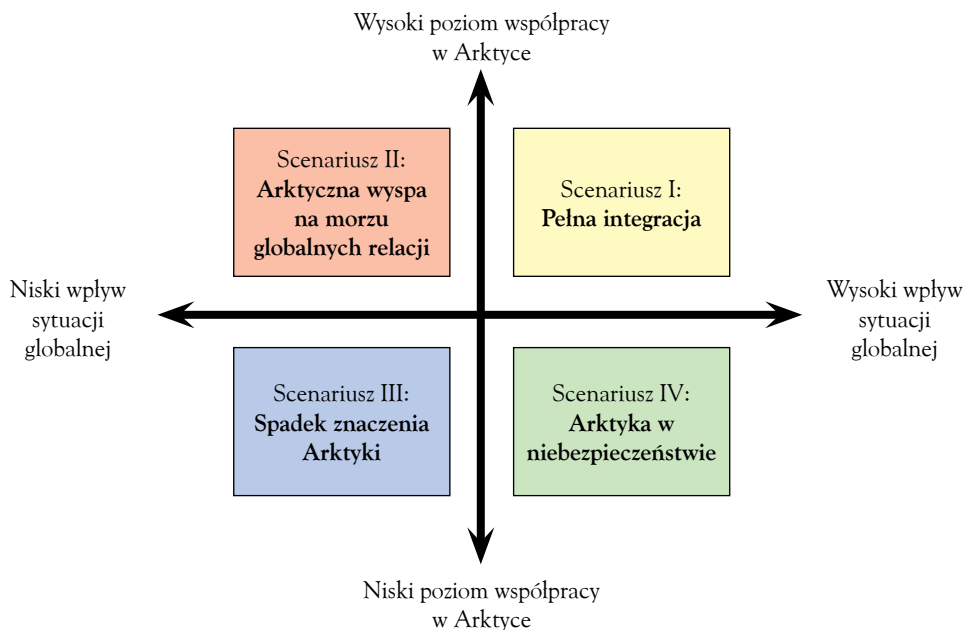 Wysoki poziom współpracy
w Arktyce
Scenariusz II:
Arktyczna wyspa
na morzu
globalnych relacji
Scenariusz I:
Pełna integracja
Niski wpływ
sytuacji
globalnej
Wysoki wpływ
sytuacji
globalnej
Scenariusz III:
Spadek znaczenia
Arktyki
Scenariusz IV:
Arktyka w
niebezpieczeństwie
Niski poziom współpracy
w Arktyce